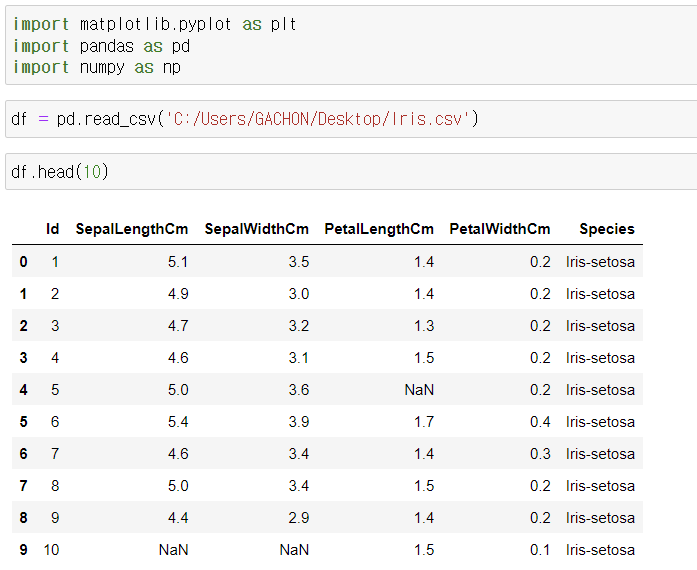 import matplotlib.pyplot as plt
import pandas as pd
import numpy as np
df = pd.read_csv('C:/Users/GACHON/Desktop/Iris.csv')
df.head(10)
Id SepalLengthCm SepalWidthCm PetalLengthCm PetalWidthCm Species
0 1 5.1 3.5 1.4 0.2 Iris-setosa
1 2 4.9 3.0 1.4 0.2 Iris-setosa
2 3 4.7 3.2 1.3 0.2 Iris-setosa
3 4 4.6 3.1 1.5 0.2 Iris-setosa
4 5 5.0 3.6 NaN 0.2 Iris-setosa
5 6 5.4 3.9 1.7 0.4 Iris-setosa
6 7 4.6 3.4 1.4 0.3 Iris-setosa
7 8 5.0 3.4 1.5 0.2 Iris-setosa
8 9 4.4 2.9 1.4 0.2 Iris-setosa
9 10 NaN NaN 1.5 0.1 Iris-setosa